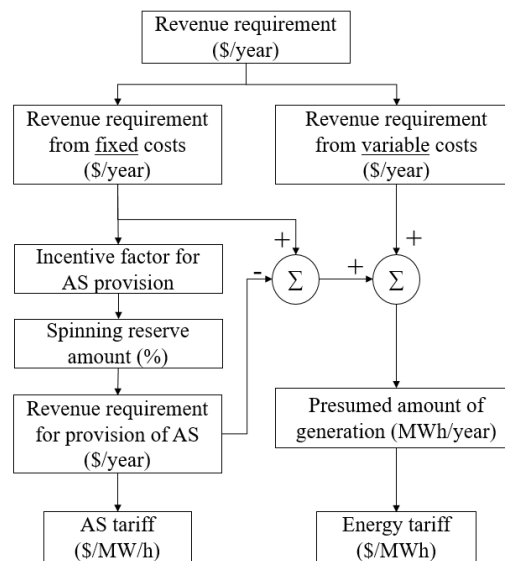 Revenue requirement
($/year)
Revenue requirement
from fixed costs
($/year)
Revenue requirement
from variable costs
($/year)
+
+
Incentive factor for
AS provision
-
Σ
+
Σ
Spinning reserve
amount (%)
Revenue requirement
for provision of AS
($/year)
Presumed amount of
generation (MWh/year)
AS tariff
($/MW/h)
Energy tariff
($/MWh)